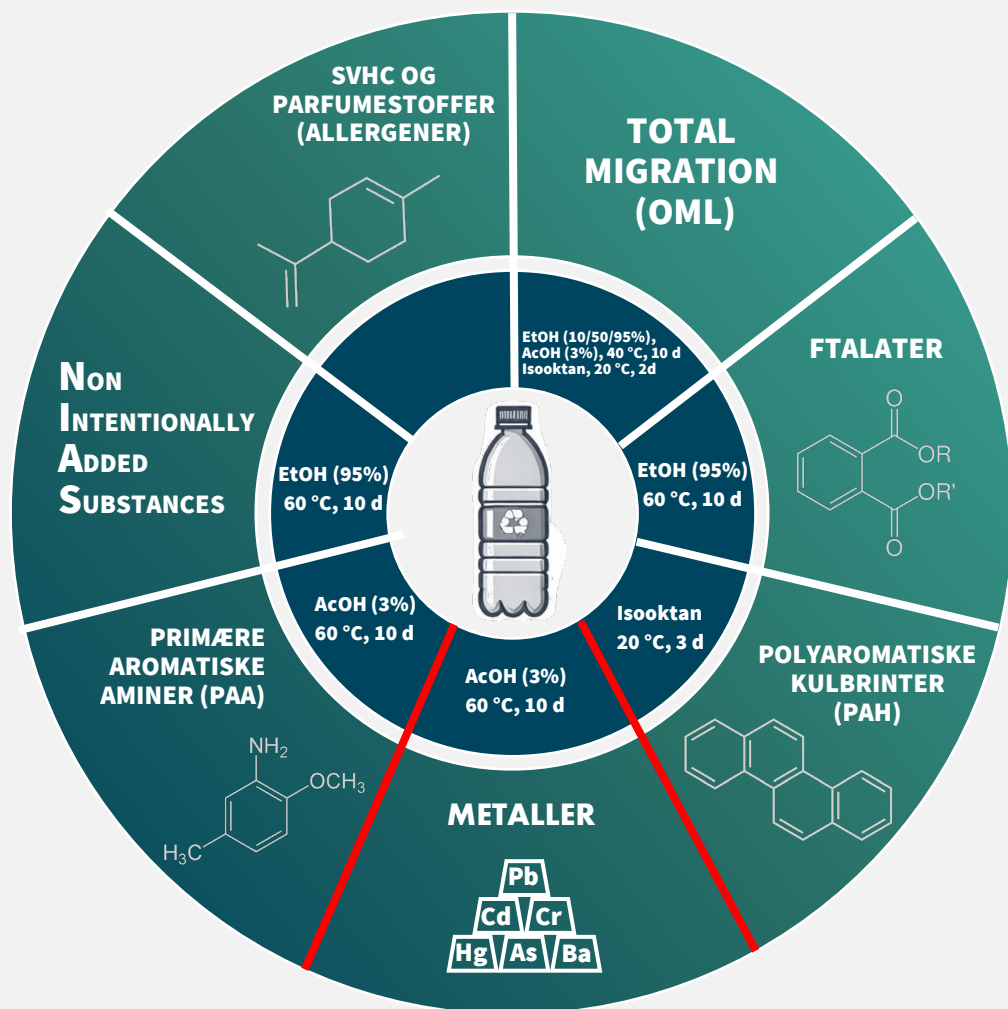 SVHC OG
PARFUMESTOFFER
(ALLERGENER)
TOTAL
MIGRATION
(OML)
EtOH (10/50/95%),
AcOH (3%), 40 °C, 10 d
Isooktan, 20 °C, 2d
FTALATER
O
OR
OR'
O
EtOH (95%)
60 °C, 10 d
NON
INTENTIONALLY
ADDED
SUBSTANCES
EtOH (95%)
60 °C, 10 d
AcOH (3%)
60 °C, 10 d
Isooktan
20 °C, 3 d
AcOH (3%)
60 °C, 10 d
PRIMÆRE
AROMATISKE
AMINER (PAA)
NH2
OCH3
H3C
POLYAROMATISKE
KULBRINTER
(PAH)
METALLER
Pb
Cd Cr
Hg As Ba